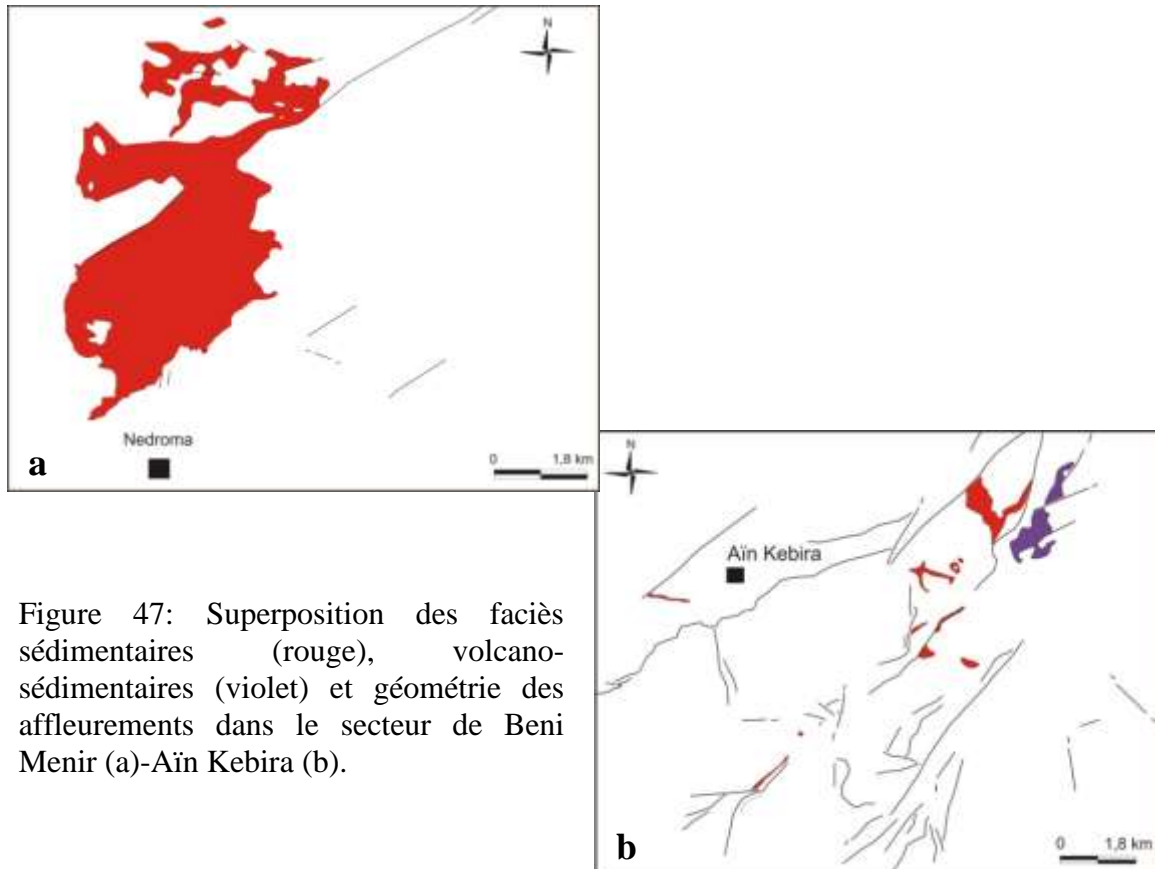 N
Nedroma
0 1,8 km
a
N
Aïn Kebira
0 1,8 km
b
Figure 47: Superposition des faciès
sédimentaires (rouge), volcano-
sédimentaires (violet) et géométrie des
affleurements dans le secteur de Beni
Menir (a)-Aïn Kebira (b).